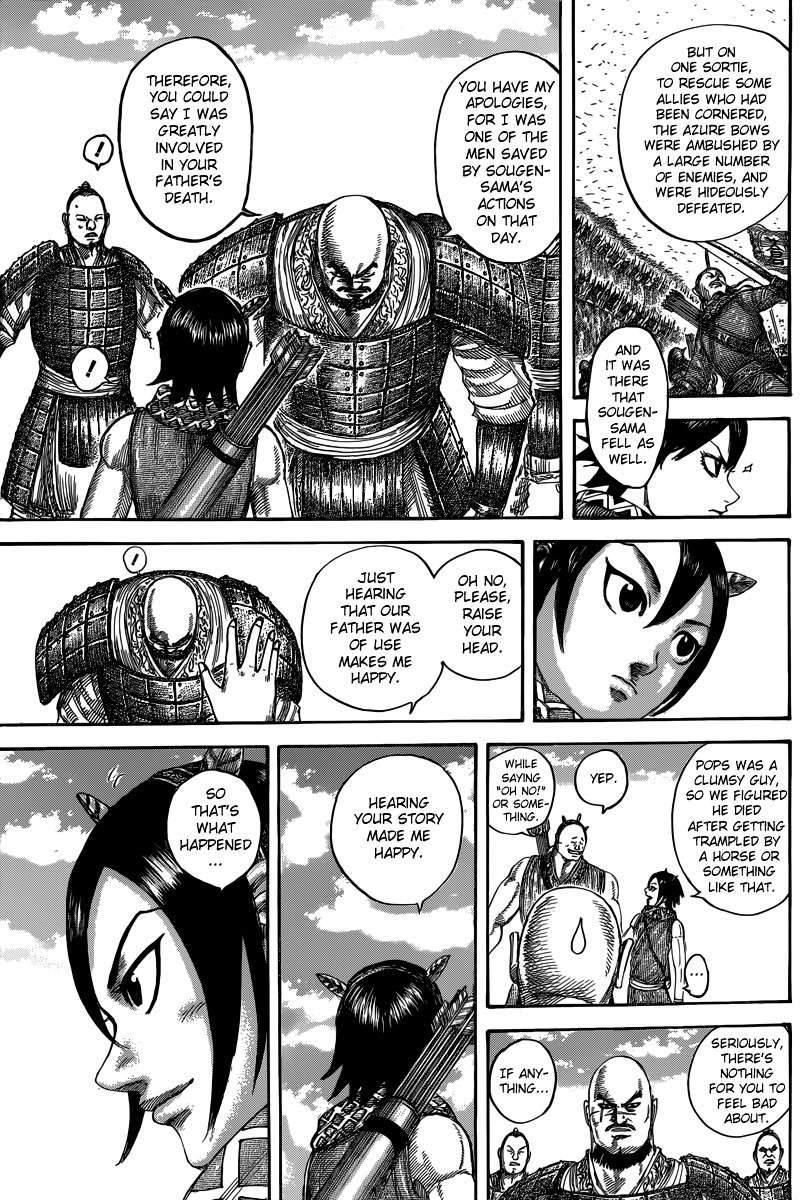 BUT ON
ONE SORTIE,
TO RESCUE SOME
ALLIES WHO HAD
BEEN CORNERED,
THE AZURE BOWS
WERE AMBUSHED BY
A LARGE NUMBER
OF ENEMIES, AND
WERE HIDEOUSLY
DEFEATED.
AND
IT WAS
THERE
THAT
SOUGEN-
SAMA
FELL AS
WELL.
YOU HAVE MY
APOLOGIES,
FOR I WAS
ONE OF THE
MEN SAVED
BY SOUGEN-
SAMA'S
ACTIONS
ON THAT
DAY.
THEREFORE,
YOU COULD
SAY I WAS
GREATLY
INVOLVED
IN YOUR
FATHER'S
DEATH.
!
!
OH NO,
PLEASE,
RAISE
YOUR
HEAD.
JUST
HEARING
THAT OUR
FATHER WAS
OF USE
MAKES ME
HAPPY.
!
POPS WAS A
CLUMSY GUY,
SO WE FIGURED
HE DIED
AFTER GETTING
TRAMPLED BY
A HORSE OR
SOMETHING
LIKE THAT.
YEP.
WHILE
SAYING
"OH NO!"
OR SOME-
THING.
...
SERIOUSLY,
THERE'S
NOTHING
FOR YOU TO
FEEL BAD
ABOUT.
IF ANY-
THING...
HEARING
YOUR STORY
MADE ME
HAPPY.
SO
THAT'S
WHAT
HAPPENED
...